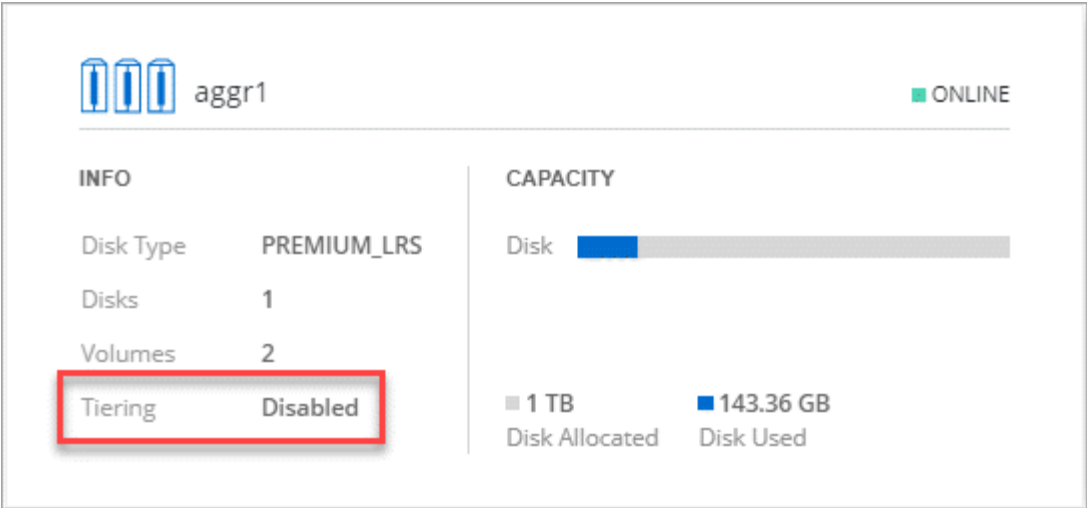 aggr1
ONLINE
INFO
Disk Type PREMIUM_LRS
Disks 1
Volumes 2
Tiering Disabled
CAPACITY
Disk
1 TB
Disk Allocated
143.36 GB
Disk Used